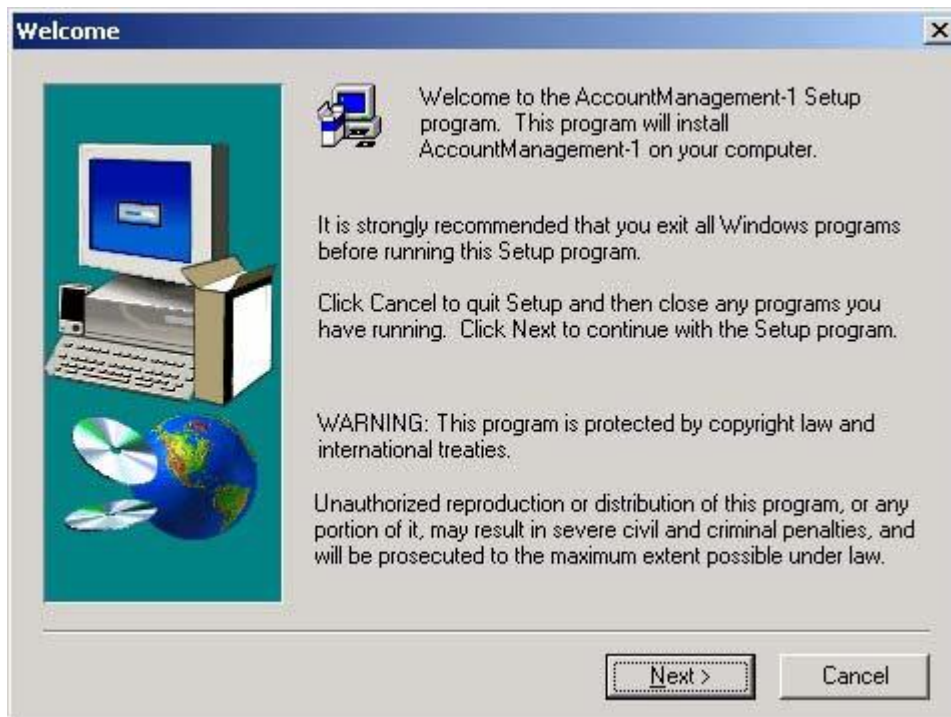 Welcome
Welcome to the AccountManagement-1 Setup
program. This program will install
AccountManagement-1 on your computer.
It is strongly recommended that you exit all Windows programs
before running this Setup program.
Click Cancel to quit Setup and then close any programs you
have running. Click Next to continue with the Setup program.
WARNING: This program is protected by copyright law and
international treaties.
Unauthorized reproduction or distribution of this program, or any
portion of it, may result in severe civil and criminal penalties, and
will be prosecuted to the maximum extent possible under law.
Next >
Cancel